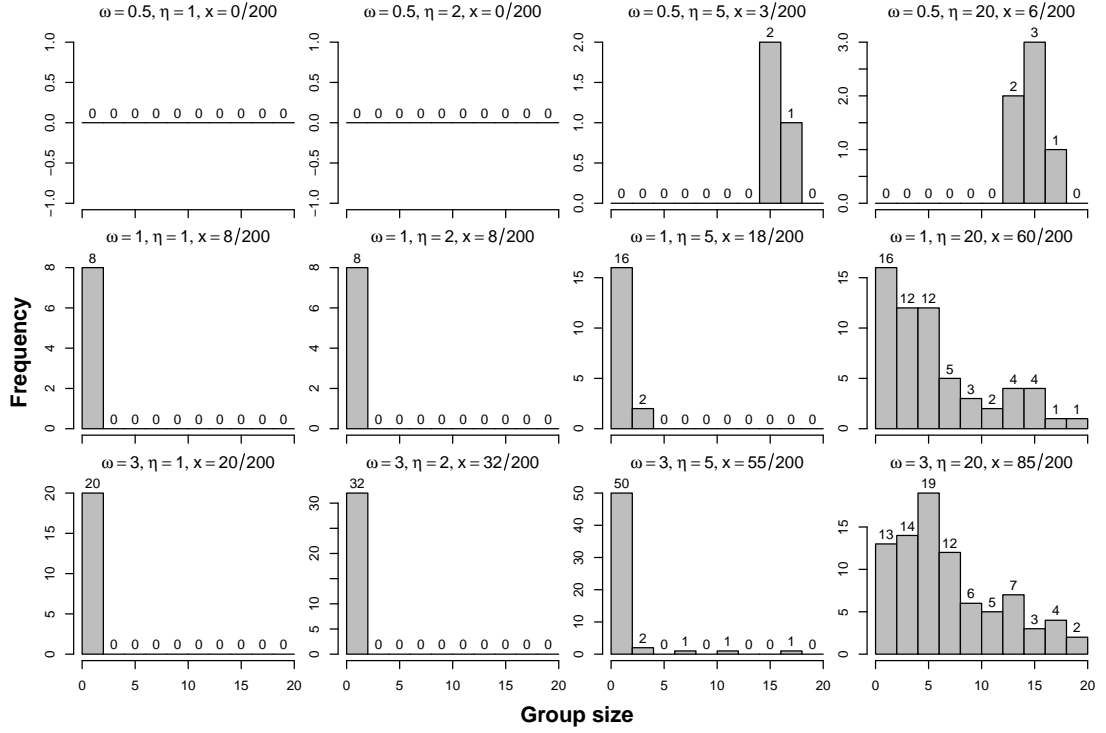 ω = 0.5, η = 1, x = 0/200
ω = 0.5, η = 2, x = 0/200
ω = 0.5, η = 5, x = 3/200
ω = 0.5, η = 20, x = 6/200
1.0
0.5
0.0
−0.5
−1.0
0 0 0 0 0 0 0 0 0 0
1.0
0.5
0.0
−0.5
−1.0
0 0 0 0 0 0 0 0 0 0
2.0
1.5
1.0
0.5
0.0
0 0 0 0 0 0 0 2 1 0
3.0
2.0
1.0
0.0
0 0 0 0 0 0 2 3 1 0
ω = 1, η = 1, x = 8/200
ω = 1, η = 2, x = 8/200
ω = 1, η = 5, x = 18/200
ω = 1, η = 20, x = 60/200
Frequency
8
6
4
2
0
8 0 0 0 0 0 0 0 0 0
8
6
4
2
0
8 0 0 0 0 0 0 0 0 0
15
10
5
0
16 2 0 0 0 0 0 0 0 0
15
10
5
0
16 12 12 5 3 2 4 4 1 1
ω = 3, η = 1, x = 20/200
ω = 3, η = 2, x = 32/200
ω = 3, η = 5, x = 55/200
ω = 3, η = 20, x = 85/200
20
15
10
5
0
20 0 0 0 0 0 0 0 0 0
0 5 10 15 20
30
20
10
0
32 0 0 0 0 0 0 0 0 0
0 5 10 15 20
50
40
30
20
10
0
50 2 0 1 0 1 0 0 1 0
0 5 10 15 20
15
10
5
0
13 14 19 12 6 5 7 3 4 2
0 5 10 15 20
Group size